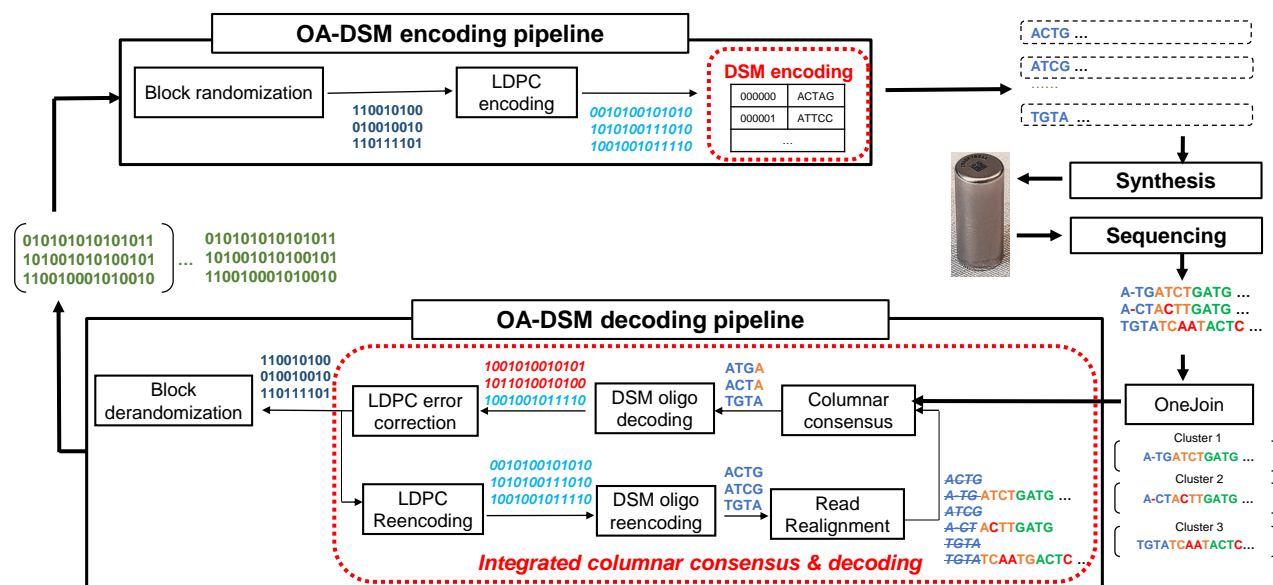 OA-DSM encoding pipeline
Block randomization
110010100
010010010
110111101
LDPC
encoding
0010100101010
1010100111010
1001001011110
DSM encoding
000000 ACTAG
000001 ATTCC
...
ACTG ...
ATCG ...
......
TGTA ...
Synthesis
Sequencing
A-TGATCTGATG ...
A-CTACTTGATG ...
TGTATCAATACTC ...
010101010101011
101001010100101
110010001010010
...
010101010101011
101001010100101
110010001010010
OA-DSM decoding pipeline
Block
derandomization
110010100
010010010
110111101
LDPC error
correction
1001010010101
1011010010100
1001001011110
DSM oligo
decoding
ATGA
ACTA
TGTA
Columnar
consensus
OneJoin
Cluster 1
A-TGATCTGATG ...
Cluster 2
A-CTACTTGATG ...
Cluster 3
TGTATCAATACTC...
LDPC
Reencoding
0010100101010
1010100111010
1001001011110
DSM oligo
reencoding
ACTG
ATCG
TGTA
Read
Realignment
ACTG
A-TG ATCTGATG ...
ATCG
A-CT ACTTGATG
TGTA
TGTATCAATGACTC ...
Integrated columnar consensus & decoding